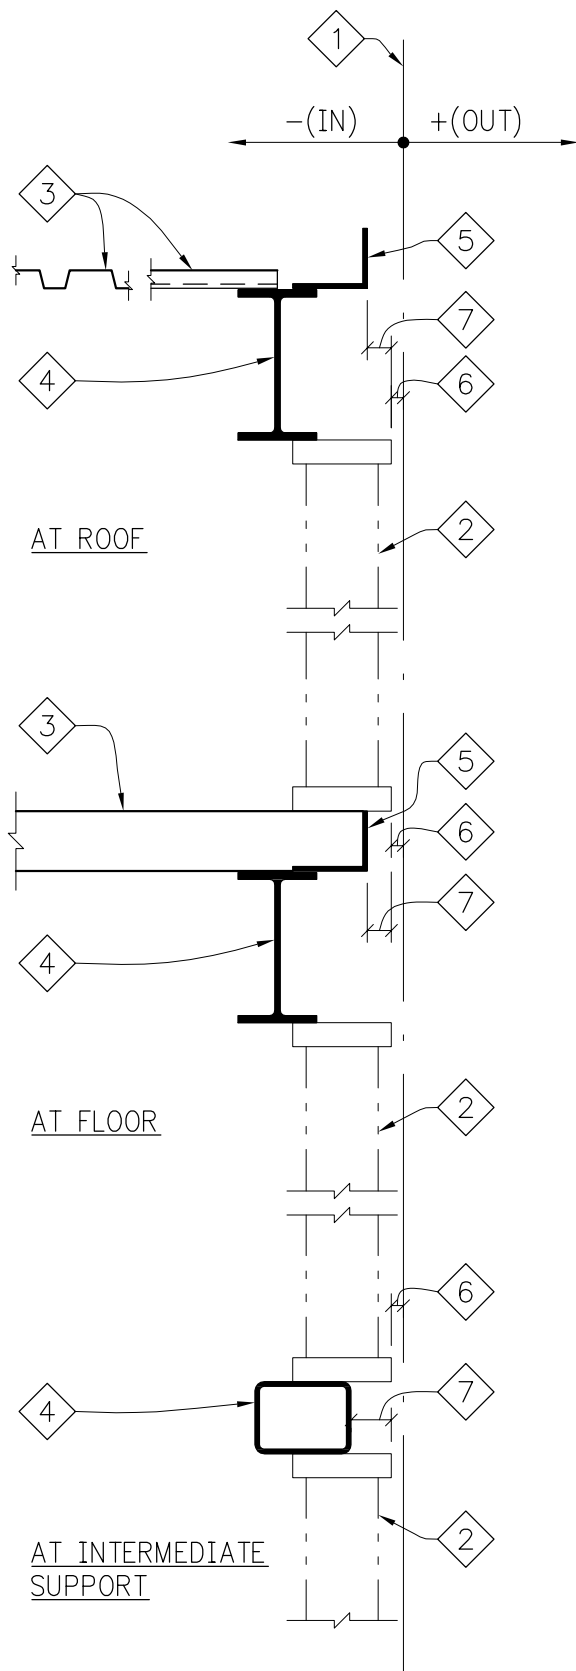 1
-(IN)
+(OUT)
3
5
7
4
6
AT ROOF
2
3
5
6
7
4
AT FLOOR
2
6
4
7
AT INTERMEDIATE
SUPPORT
2